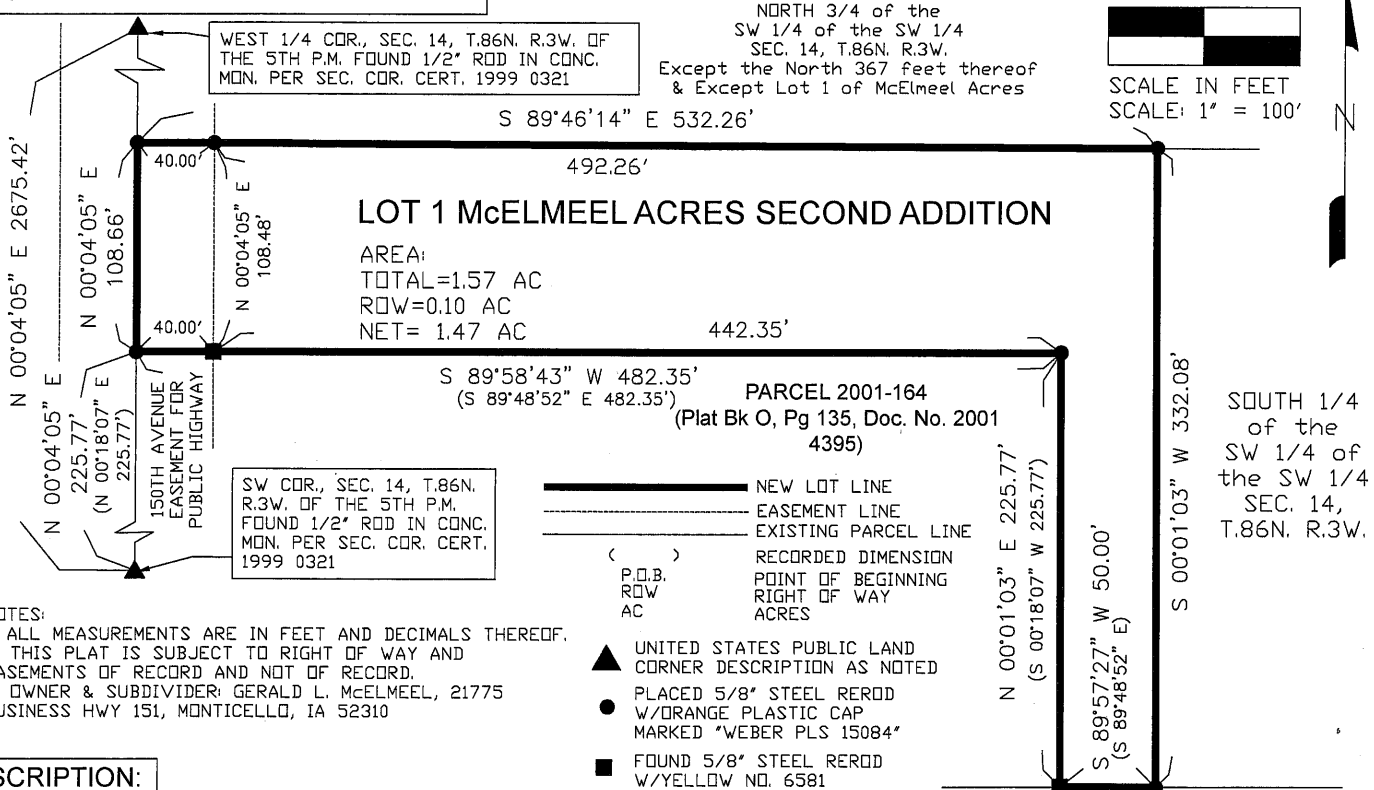 WEST 1/4 COR., SEC. 14, T.86N. R.3W. OF
THE 5TH P.M. FOUND 1/2" ROD IN CONC.
MON. PER SEC. COR. CERT. 1999 0321
NORTH 3/4 of the
SW 1/4 of the SW 1/4
SEC. 14, T.86N. R.3W.
Except the North 367 feet thereof
& Except Lot 1 of McElmeel Acres
SCALE IN FEET
SCALE: 1" = 100'
N
S 89°46'14" E 532.26'
40.00'
492.26'
N 00°04'05" E 2675.42'
N 00°04'05" E
108.66'
N 00°04'05" E
108.48'
LOT 1 McELMEEL ACRES SECOND ADDITION
AREA:
TOTAL=1.57 AC
ROW=0.10 AC
NET= 1.47 AC
40.00'
442.35'
S 89°58'43" W 482.35'
(S 89°48'52" E 482.35')
PARCEL 2001-164
(Plat Bk O, Pg 135, Doc. No. 2001
4395)
N 00°04'05" E
225.77'
(N 00°18'07" E
225.77')
150TH AVENUE
EASEMENT FOR
PUBLIC HIGHWAY
SW COR, SEC. 14, T.86N.
R.3W. OF THE 5TH P.M.
FOUND 1/2" ROD IN CONC.
MON. PER SEC. COR. CERT.
1999 0321
NEW LOT LINE
EASEMENT LINE
EXISTING PARCEL LINE
( ) RECORDED DIMENSION
P.O.B. POINT OF BEGINNING
ROW RIGHT OF WAY
AC ACRES
UNITED STATES PUBLIC LAND
CORNER DESCRIPTION AS NOTED
PLACED 5/8" STEEL REROD
W/ORANGE PLASTIC CAP
MARKED "WEBER PLS 15084"
FOUND 5/8" STEEL REROD
W/YELLOW NO. 6581
N 00°01'03" E 225.77'
(S 00°18'07" W 225.77')
S 89°57'27" W 50.00'
(S 89°48'52" E)
S 00°01'03" W 332.08'
SOUTH 1/4
of the
SW 1/4 of
the SW 1/4
SEC. 14,
T.86N. R.3W.
OTES:
ALL MEASUREMENTS ARE IN FEET AND DECIMALS THEREOF.
THIS PLAT IS SUBJECT TO RIGHT OF WAY AND
ASEMENTS OF RECORD AND NOT OF RECORD.
OWNER & SUBDIVIDER: GERALD L. McELMEEL, 21775
USINESS HWY 151, MONTICELLO, IA 52310
SCRIPTION: